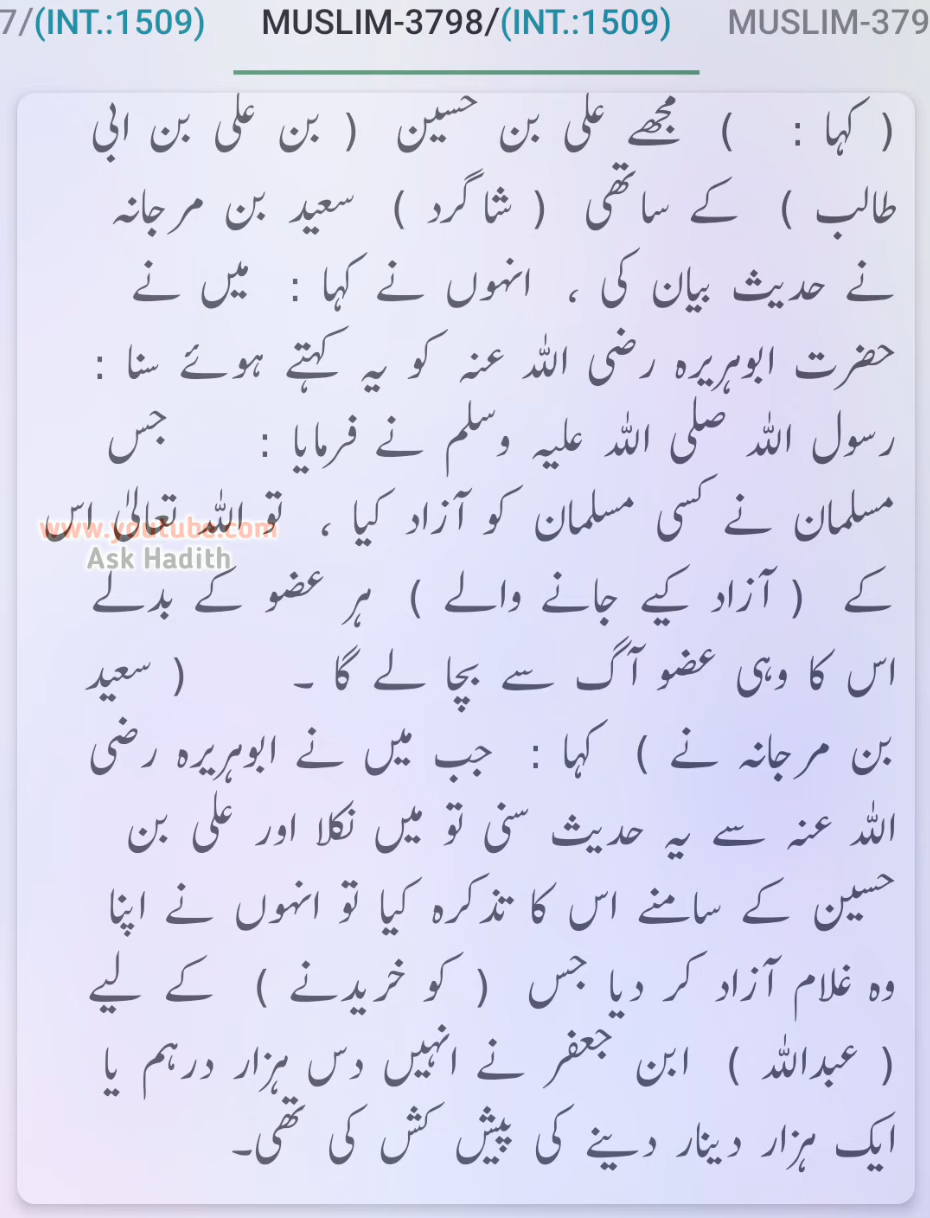 7/(INT.:1509) MUSLIM-3798/(INT.:1509) MUSLIM-379
( کہا : ) مجھے علی بن حسین ( بن علی بن ابی
طالب ) کے ساتھی ( شاگرد ) سعید بن مرجانہ
نے حدیث بیان کی ، انہوں نے کہا : میں نے
حضرت ابوہریرہ رضی اللہ عنہ کو یہ کہتے ہوئے سنا :
رسول اللہ صلی اللہ علیہ وسلم نے فرمایا : جس
مسلمان نے کسی مسلمان کو آزاد کیا ، تو اللہ تعالیٰ اس
www.youtube.com
Ask Hadith
کے ( آزاد کیے جانے والے ) ہر عضو کے بدلے
اس کا وہی عضو آگ سے بچا لے گا ۔ ( سعید
بن مرجانہ نے ) کہا : جب میں نے ابوہریرہ رضی
اللہ عنہ سے یہ حدیث سنی تو میں نکلا اور علی بن
حسین کے سامنے اس کا تذکرہ کیا تو انہوں نے اپنا
وہ غلام آزاد کر دیا جس ( کو خریدنے ) کے لیے
( عبداللہ ) ابن جعفر نے انہیں دس ہزار درہم یا
ایک ہزار دینار دینے کی پیش کش کی تھی۔